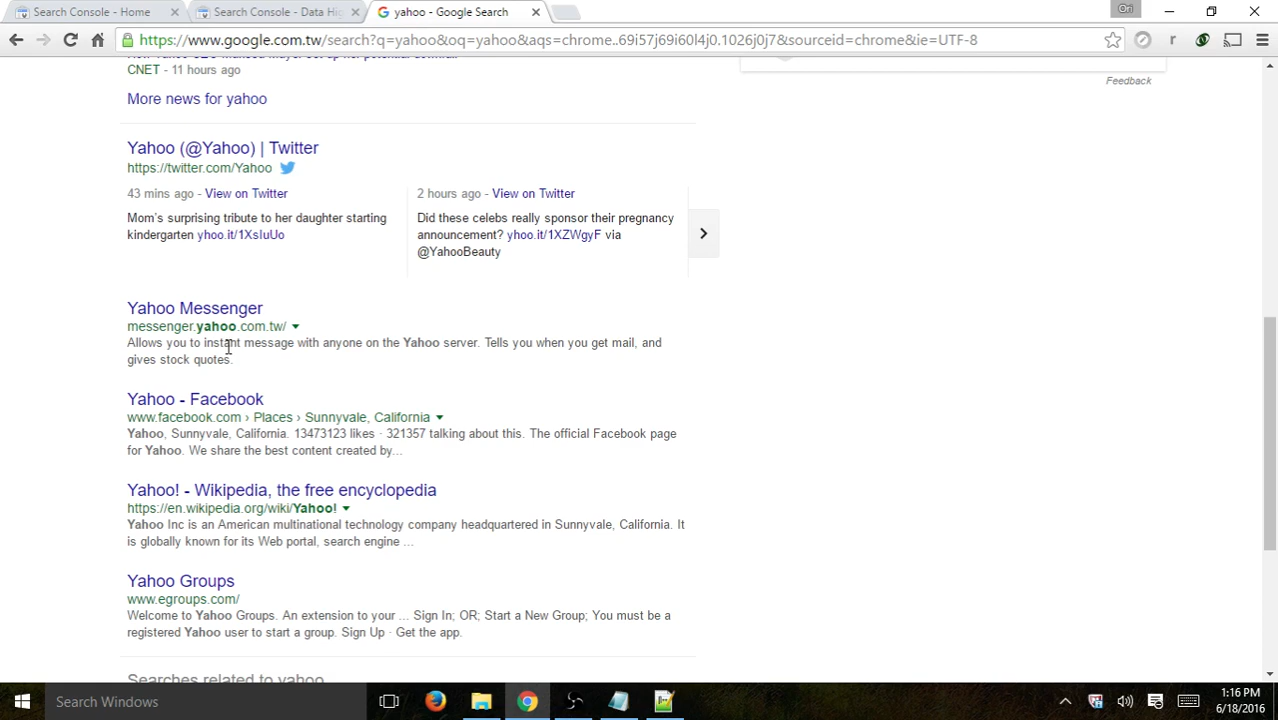 Search Console - Home
Search Console - Data Hig
yahoo - Google Search
Ori
https://www.google.com.tw/search?q=yahoo&oq=yahoo&aqs=chrome..69i57j69i60l4j0.1026j0j7&sourceid=chrome&ie=UTF-8
CNET - 11 hours ago
More news for yahoo
Feedback
Yahoo (@Yahoo) | Twitter
https://twitter.com/Yahoo
43 mins ago - View on Twitter
Mom's surprising tribute to her daughter starting
kindergarten yhoo.it/1XsIuUo
2 hours ago - View on Twitter
Did these celebs really sponsor their pregnancy
announcement? yhoo.it/1XZWgyF via
@YahooBeauty
Yahoo Messenger
messenger.yahoo.com.tw/
Allows you to instant message with anyone on the Yahoo server. Tells you when you get mail, and
gives stock quotes.
Yahoo - Facebook
www.facebook.com › Places › Sunnyvale, California
Yahoo, Sunnyvale, California. 13473123 likes · 321357 talking about this. The official Facebook page
for Yahoo. We share the best content created by...
Yahoo! - Wikipedia, the free encyclopedia
https://en.wikipedia.org/wiki/Yahoo!
Yahoo Inc is an American multinational technology company headquartered in Sunnyvale, California. It
is globally known for its Web portal, search engine ...
Yahoo Groups
www.egroups.com/
Welcome to Yahoo Groups. An extension to your ... Sign In; OR; Start a New Group; You must be a
registered Yahoo user to start a group. Sign Up · Get the app.
Searches related to yahoo
Search Windows
1:16 PM
6/18/2016